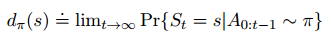 d_π(s) ≐ lim_{t→∞} Pr{S_t = s|A_{0:t−1} ∼ π}